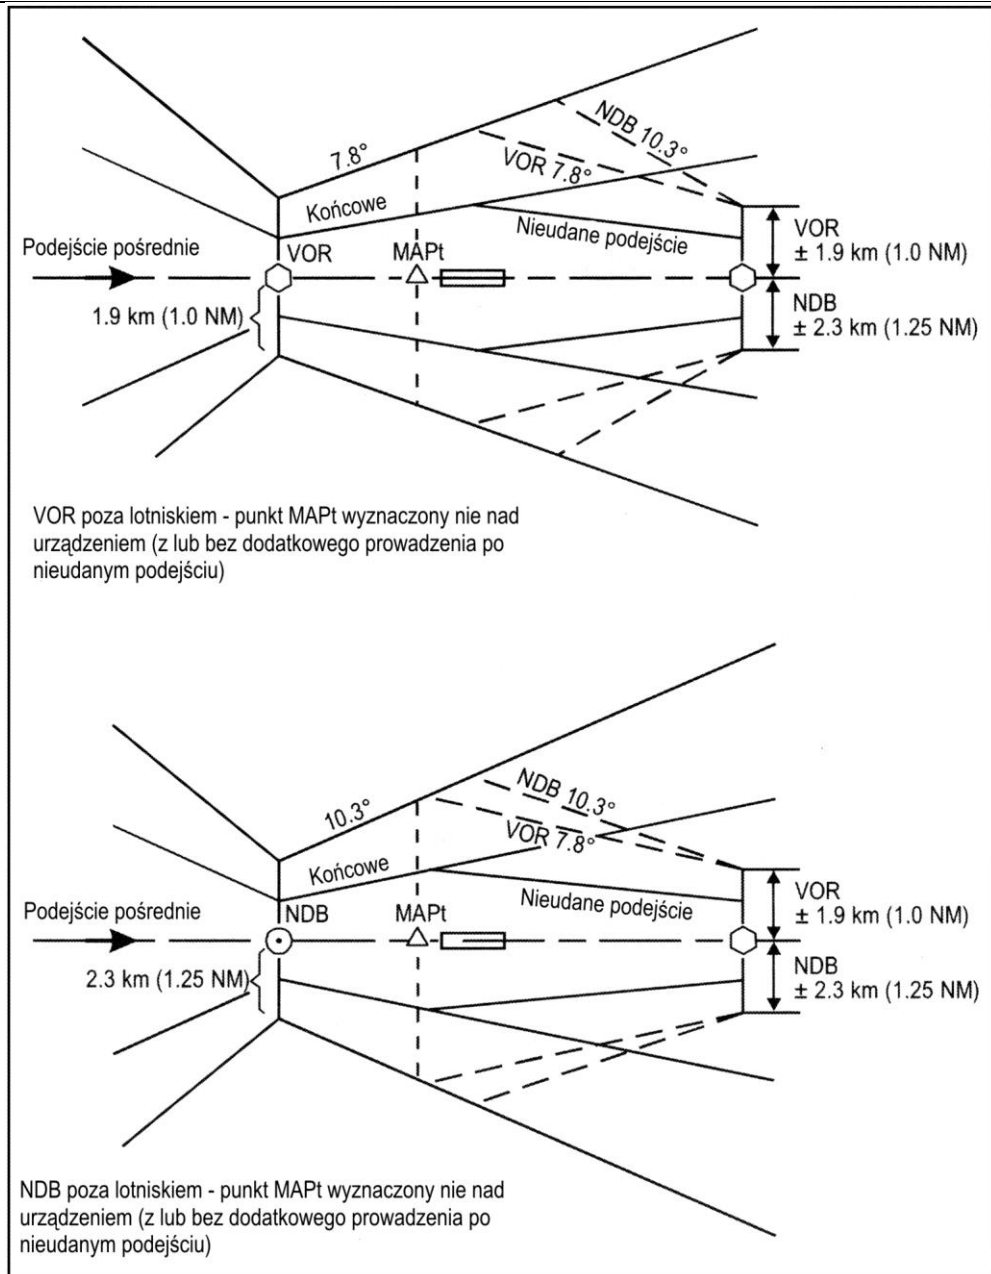 NDB 10.3°
7.8°
VOR 7.8°
Końcowe
Nieudane podejście
Podejście pośrednie
VOR
MAPt
1.9 km (1.0 NM)
VOR
± 1.9 km (1.0 NM)
NDB
± 2.3 km (1.25 NM)
VOR poza lotniskiem - punkt MAPt wyznaczony nie nad
urządzeniem (z lub bez dodatkowego prowadzenia po
nieudanym podejściu)
NDB 10.3°
10.3°
VOR 7.8°
Końcowe
Nieudane podejście
Podejście pośrednie
NDB
MAPt
2.3 km (1.25 NM)
VOR
± 1.9 km (1.0 NM)
NDB
± 2.3 km (1.25 NM)
NDB poza lotniskiem - punkt MAPt wyznaczony nie nad
urządzeniem (z lub bez dodatkowego prowadzenia po
nieudanym podejściu)